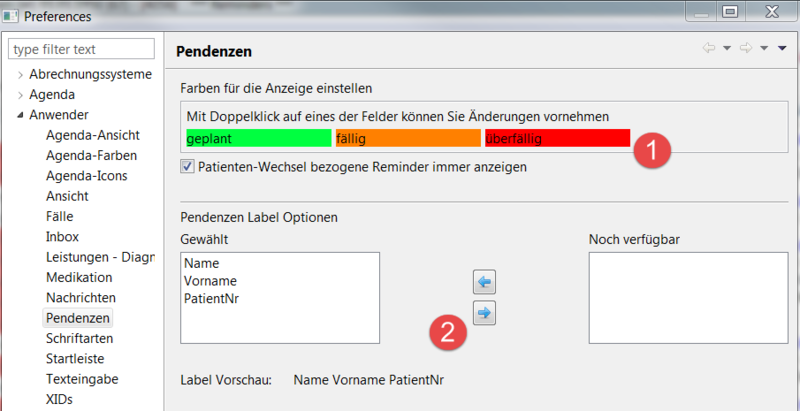 Preferences
type filter text
Abrechnungssysteme
Agenda
Anwender
Agenda-Ansicht
Agenda-Farben
Agenda-Icons
Ansicht
Fälle
Inbox
Leistungen - Diagn
Medikation
Nachrichten
Pendenzen
Schriftarten
Startleiste
Texteingabe
XIDs
Pendenzen
Farben für die Anzeige einstellen
Mit Doppelklick auf eines der Felder können Sie Änderungen vornehmen
geplant fällig überfällig
1
Patienten-Wechsel bezogene Reminder immer anzeigen
Pendenzen Label Optionen
Gewählt Noch verfügbar
Name
Vorname
PatientNr
2
Label Vorschau: Name Vorname PatientNr